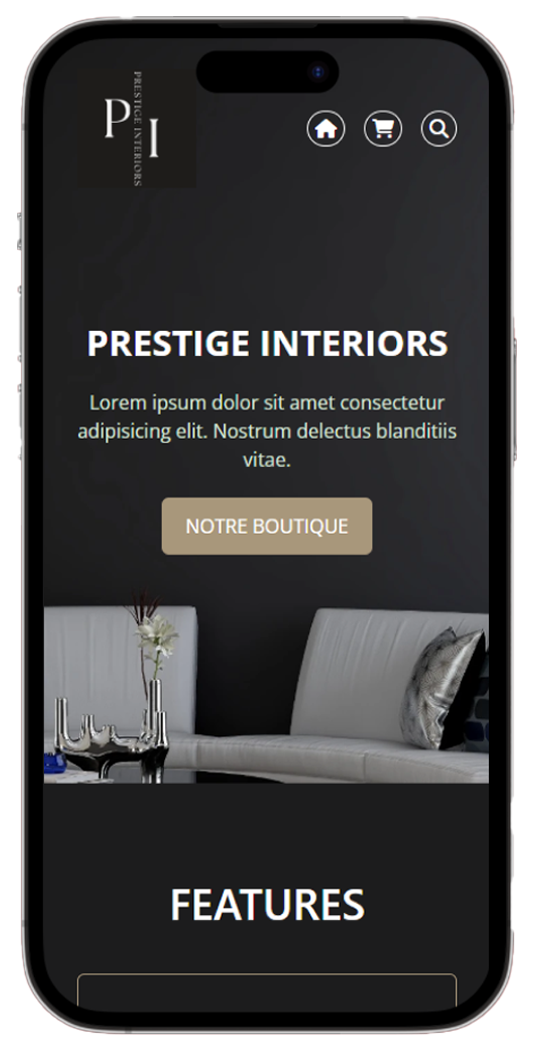 P
PRESTIGE INTERIORS
I
PRESTIGE INTERIORS
Lorem ipsum dolor sit amet consectetur
adipisicing elit. Nostrum delectus blanditiis
vitae.
NOTRE BOUTIQUE
FEATURES